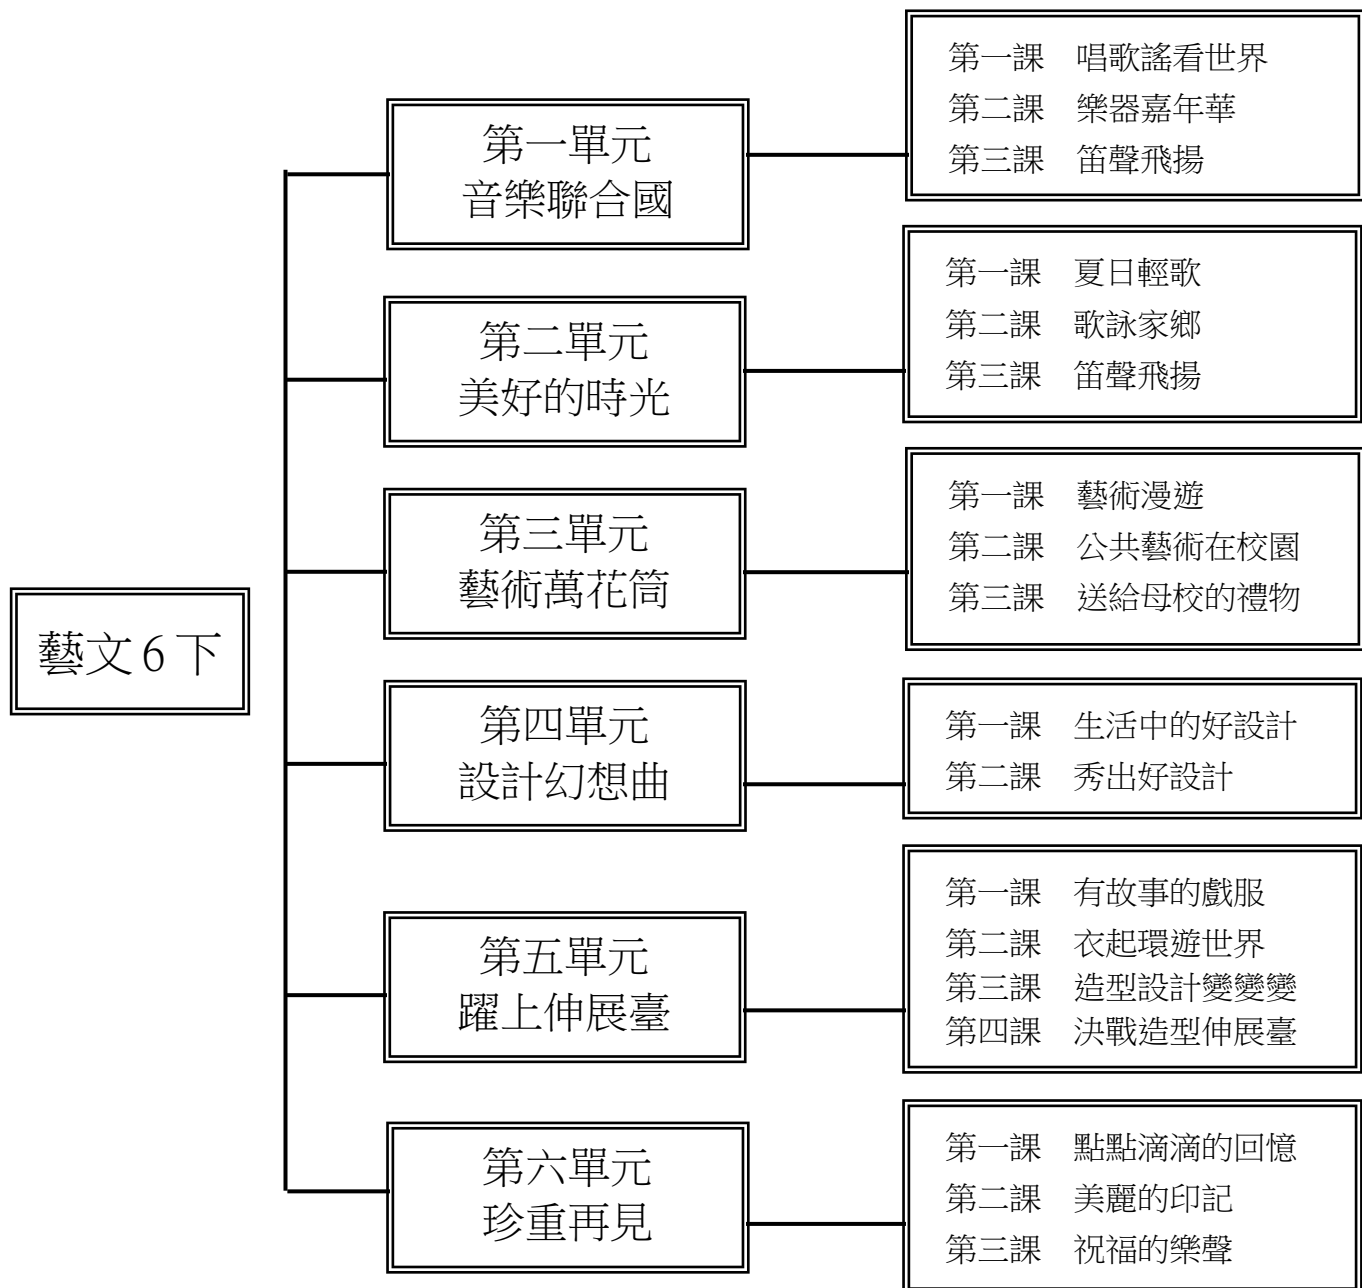 藝文6下
第一單元
音樂聯合國
第一課 唱歌謠看世界
第二課 樂器嘉年華
第三課 笛聲飛揚
第二單元
美好的時光
第一課 夏日輕歌
第二課 歌詠家鄉
第三課 笛聲飛揚
第三單元
藝術萬花筒
第一課 藝術漫遊
第二課 公共藝術在校園
第三課 送給母校的禮物
第四單元
設計幻想曲
第一課 生活中的好設計
第二課 秀出好設計
第五單元
躍上伸展臺
第一課 有故事的戲服
第二課 衣起環遊世界
第三課 造型設計變變變
第四課 決戰造型伸展臺
第六單元
珍重再見
第一課 點點滴滴的回憶
第二課 美麗的印記
第三課 祝福的樂聲